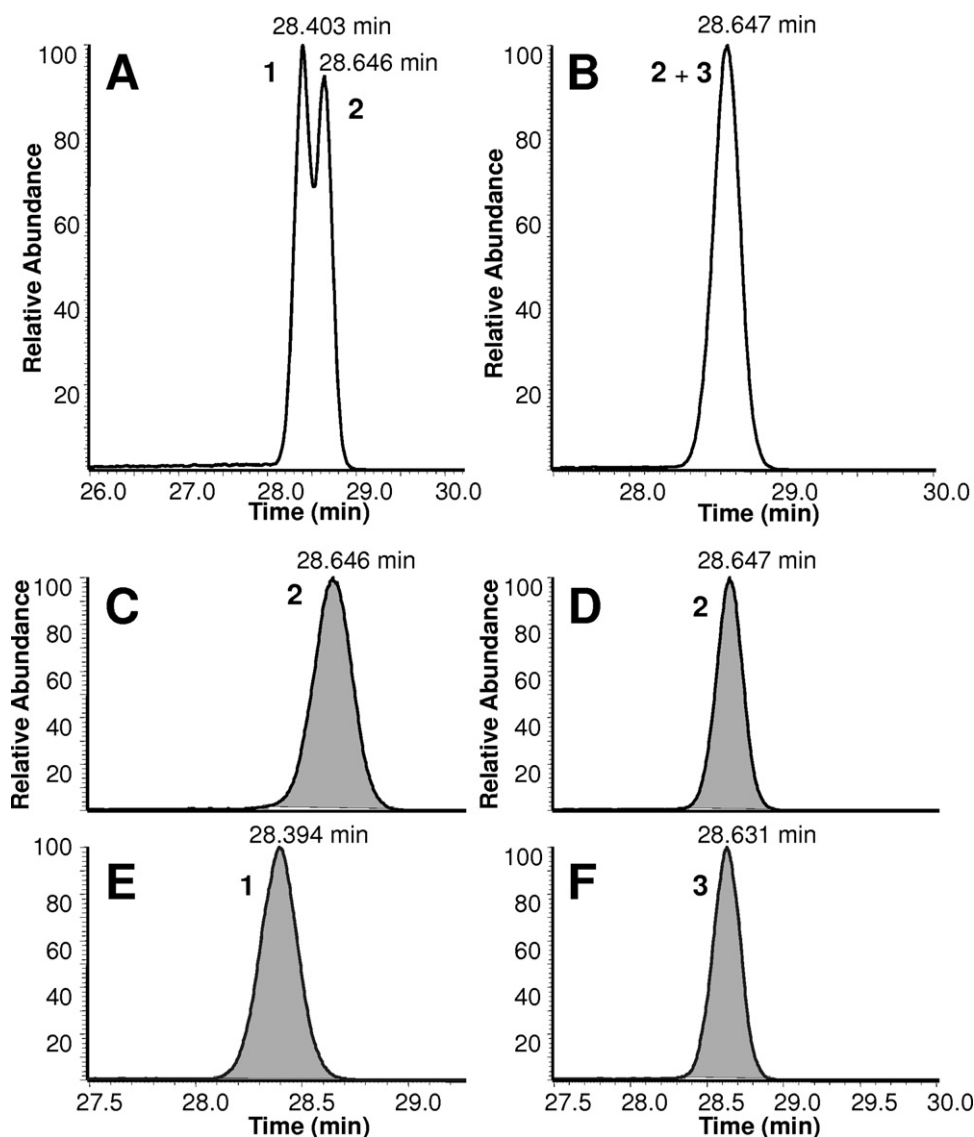 28.403 min
28.647 min
100
A
1
28.646 min
2
80
60
40
20
Relative Abundance
26.0 27.0 28.0 29.0 30.0
Time (min)
100
B
2 + 3
80
60
40
20
Relative Abundance
28.0 29.0 30.0
Time (min)
28.646 min
100
C
2
80
60
40
20
Relative Abundance
28.647 min
100
D
2
80
60
40
20
Relative Abundance
28.394 min
100
E
1
80
60
40
20
27.5 28.0 28.5 29.0
Time (min)
28.631 min
100
F
3
80
60
40
20
27.5 28.0 28.5 29.0 29.5 30.0
Time (min)